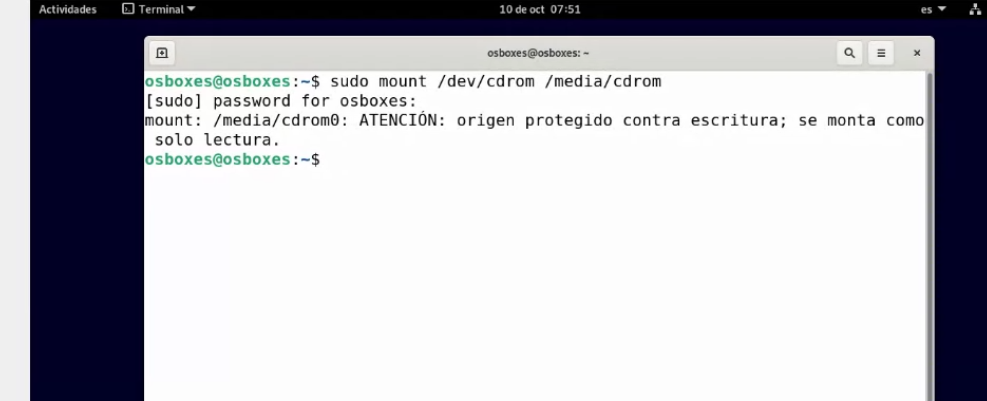 Actividades Terminal 10 de oct 07:51 es
osboxes@osboxes: ~
osboxes@osboxes:~$ sudo mount /dev/cdrom /media/cdrom
[sudo] password for osboxes:
mount: /media/cdrom0: ATENCIÓN: origen protegido contra escritura; se monta como
solo lectura.
osboxes@osboxes:~$